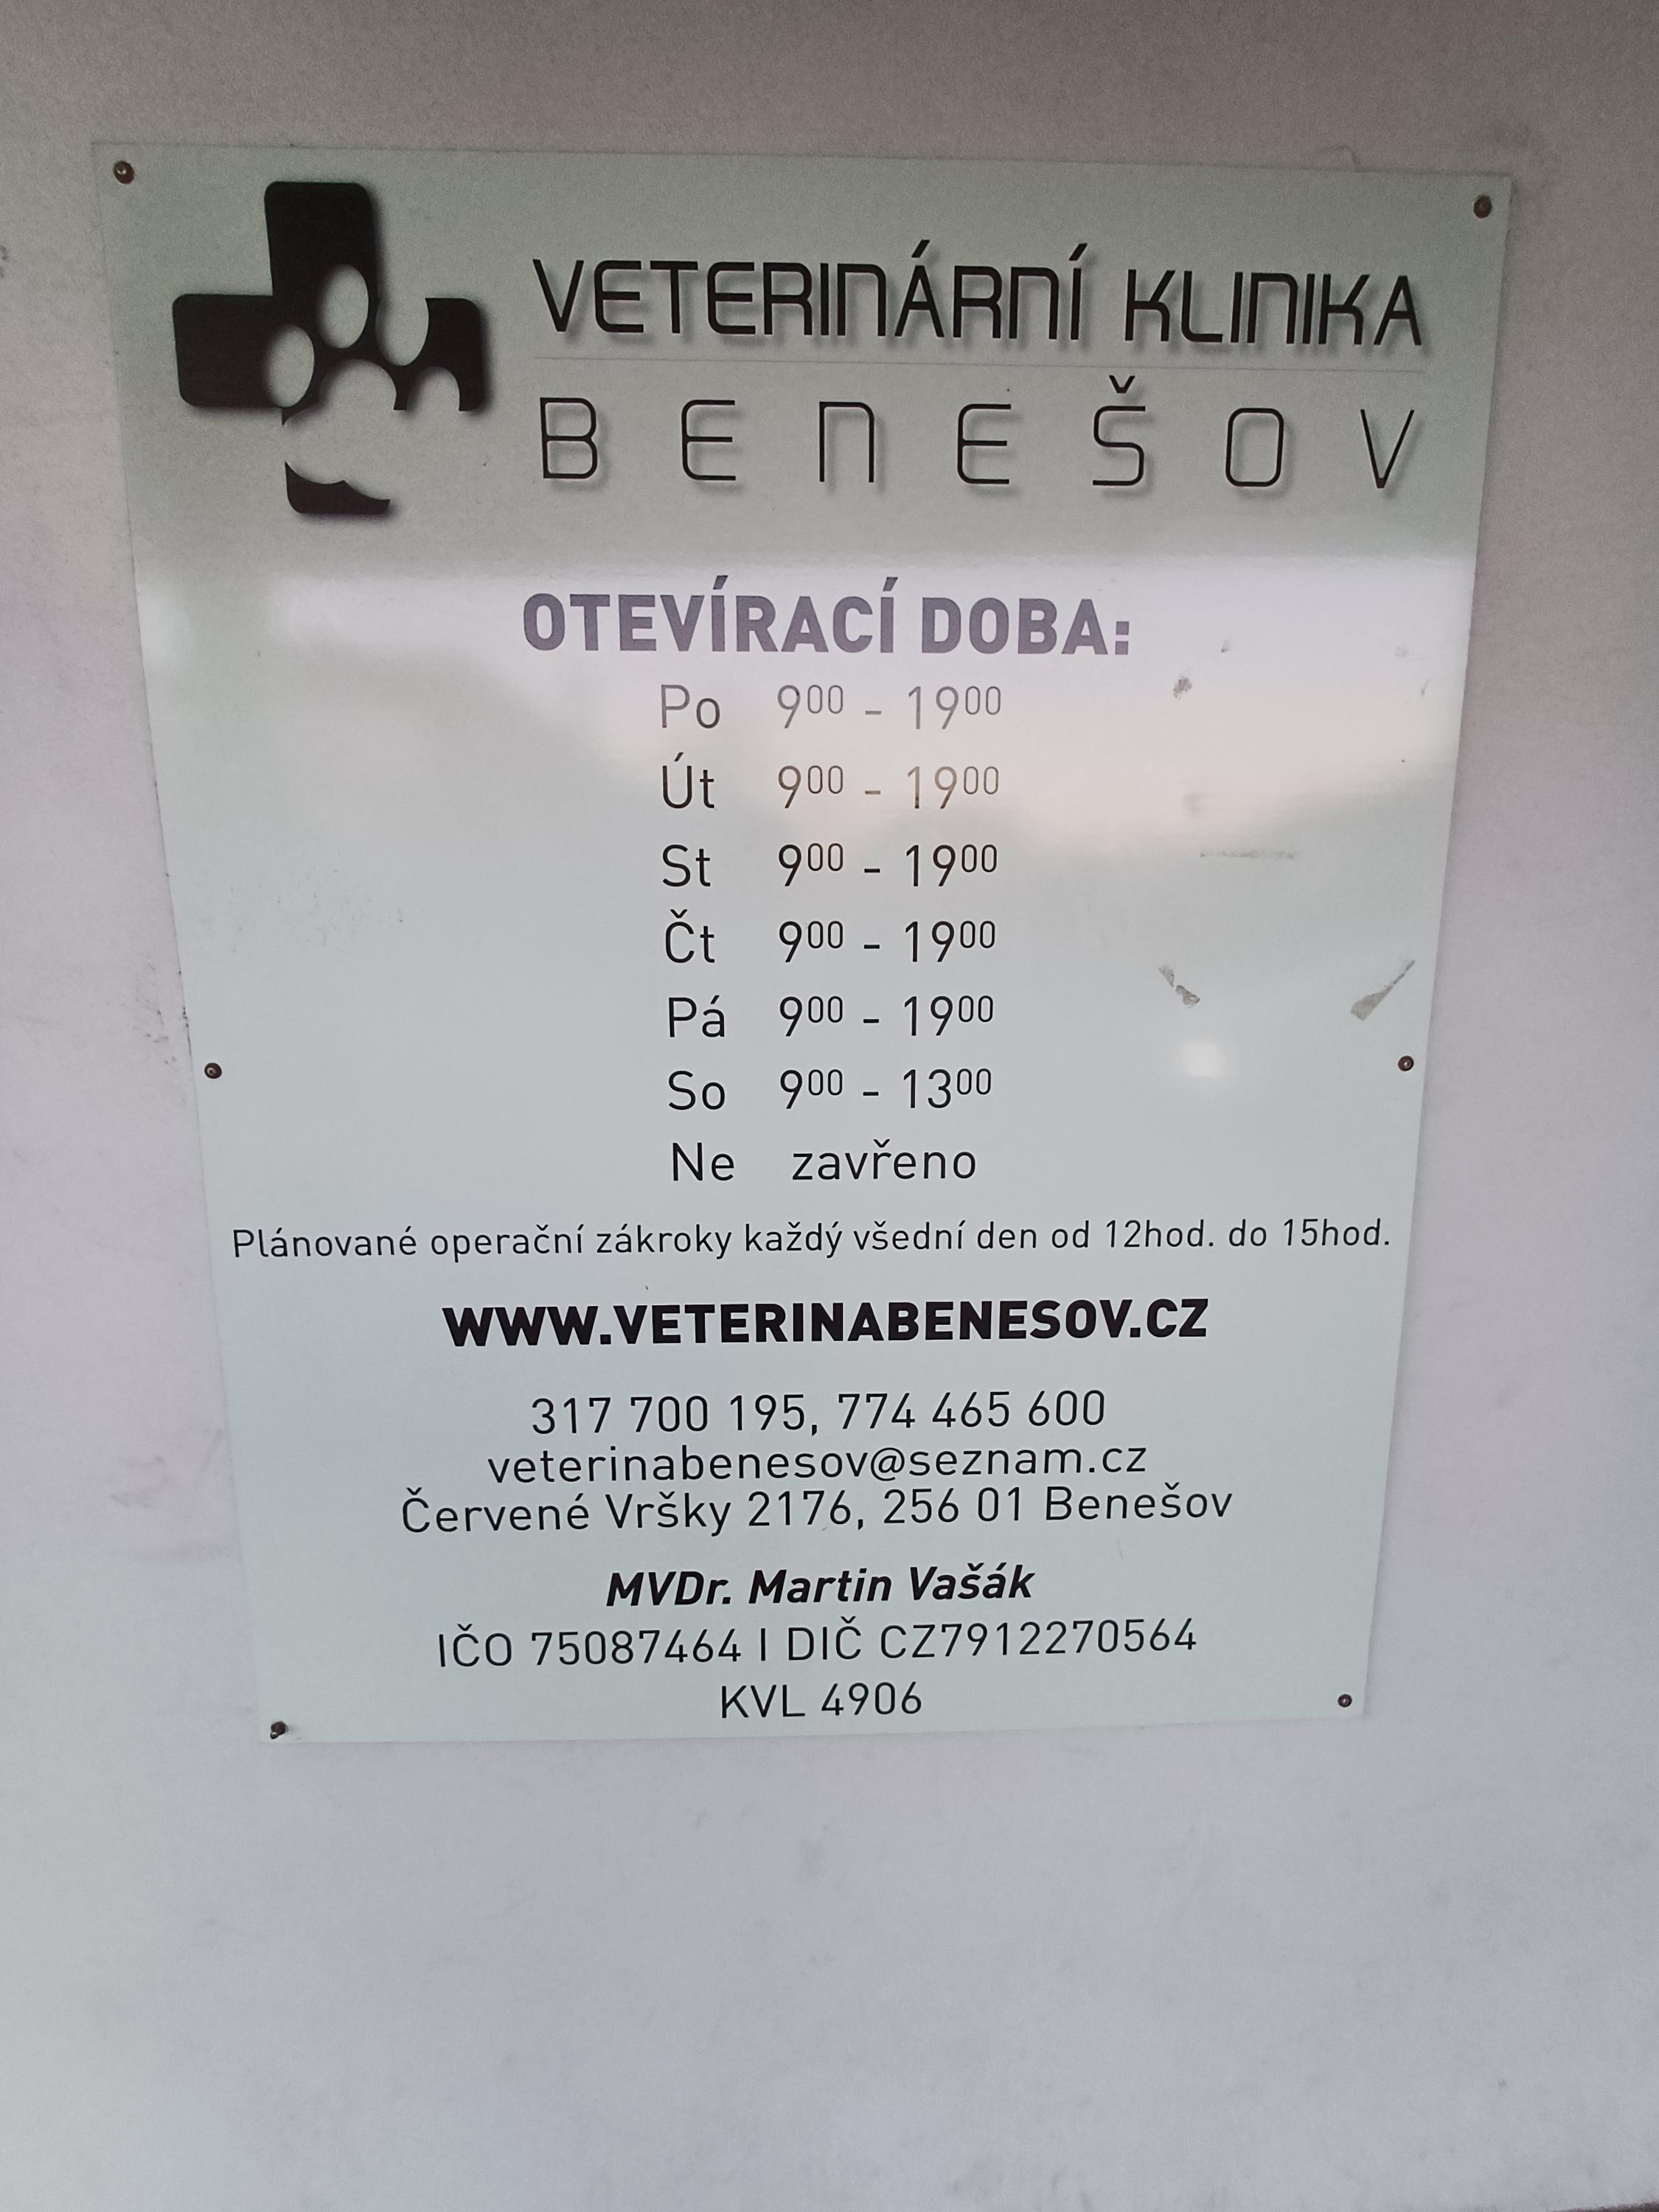 VETERINÁRNÍ KLINIKA
BENEŠOV
OTEVÍRACÍ DOBA:
Po 9⁰⁰ - 19⁰⁰
Út 9⁰⁰ - 19⁰⁰
St 9⁰⁰ - 19⁰⁰
Čt 9⁰⁰ - 19⁰⁰
Pá 9⁰⁰ - 19⁰⁰
So 9⁰⁰ - 13⁰⁰
Ne zavřeno
Plánované operační zákroky každý všední den od 12hod. do 15hod.
WWW.VETERINABENESOV.CZ
317 700 195, 774 465 600
veterinabenesov@seznam.cz
Červené Vršky 2176, 256 01 Benešov
MVDr. Martin Vašák
IČO 75087464 I DIČ CZ7912270564
KVL 4906